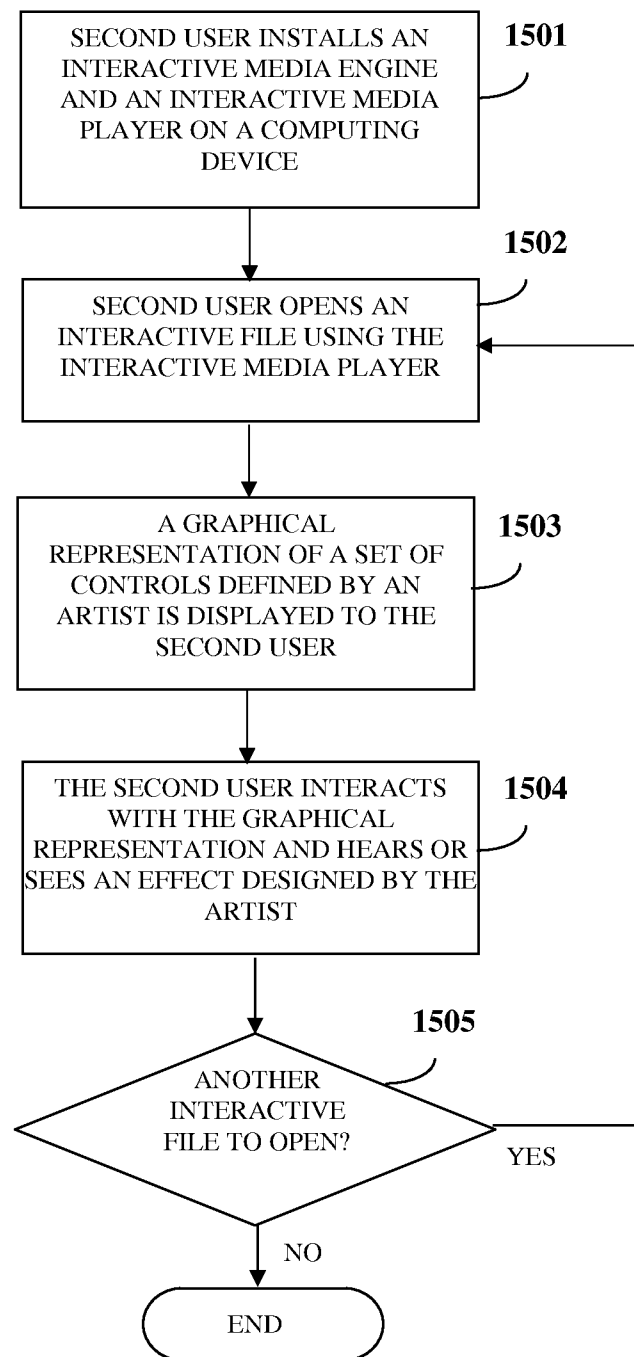 SECOND USER INSTALLS AN
INTERACTIVE MEDIA ENGINE
AND AN INTERACTIVE MEDIA
PLAYER ON A COMPUTING
DEVICE
1501
SECOND USER OPENS AN
INTERACTIVE FILE USING THE
INTERACTIVE MEDIA PLAYER
1502
A GRAPHICAL
REPRESENTATION OF A SET OF
CONTROLS DEFINED BY AN
ARTIST IS DISPLAYED TO THE
SECOND USER
1503
THE SECOND USER INTERACTS
WITH THE GRAPHICAL
REPRESENTATION AND HEARS OR
SEES AN EFFECT DESIGNED BY THE
ARTIST
1504
ANOTHER
INTERACTIVE
FILE TO OPEN?
1505
YES
NO
END